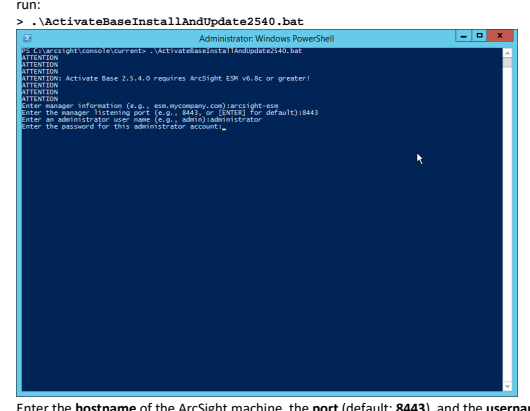 run:
> .\ActivateBaseInstallAndUpdate2540.bat
Administrator: Windows PowerShell
PS C:\arcsight\console\current> .\ActivateBaseInstallAndUpdate2540.bat
ATTENTION
ATTENTION
ATTENTION
ATTENTION: Activate Base 2.5.4.0 requires ArcSight ESM v6.8c or greater!
ATTENTION
ATTENTION
ATTENTION
Enter manager information (e.g., esm.mycompany.com):arcsight-esm
Enter the manager listening port (e.g., 8443, or [ENTER] for default):8443
Enter an administrator user name (e.g., admin):administrator
Enter the password for this administrator account:_
Enter the hostname of the ArcSight machine, the port (default: 8443), and the